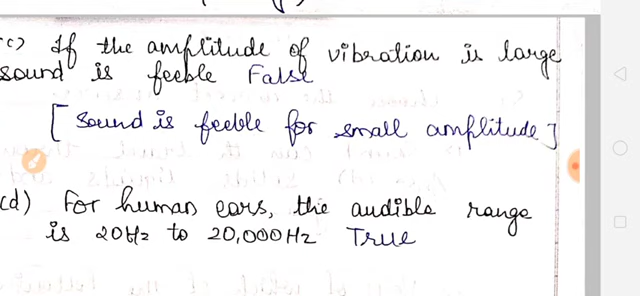 (c) If the amplitude of vibration is large
sound is feeble False
[Sound is feeble for small amplitude]
(d) For human ears, the audible range
is 20Hz to 20,000Hz True